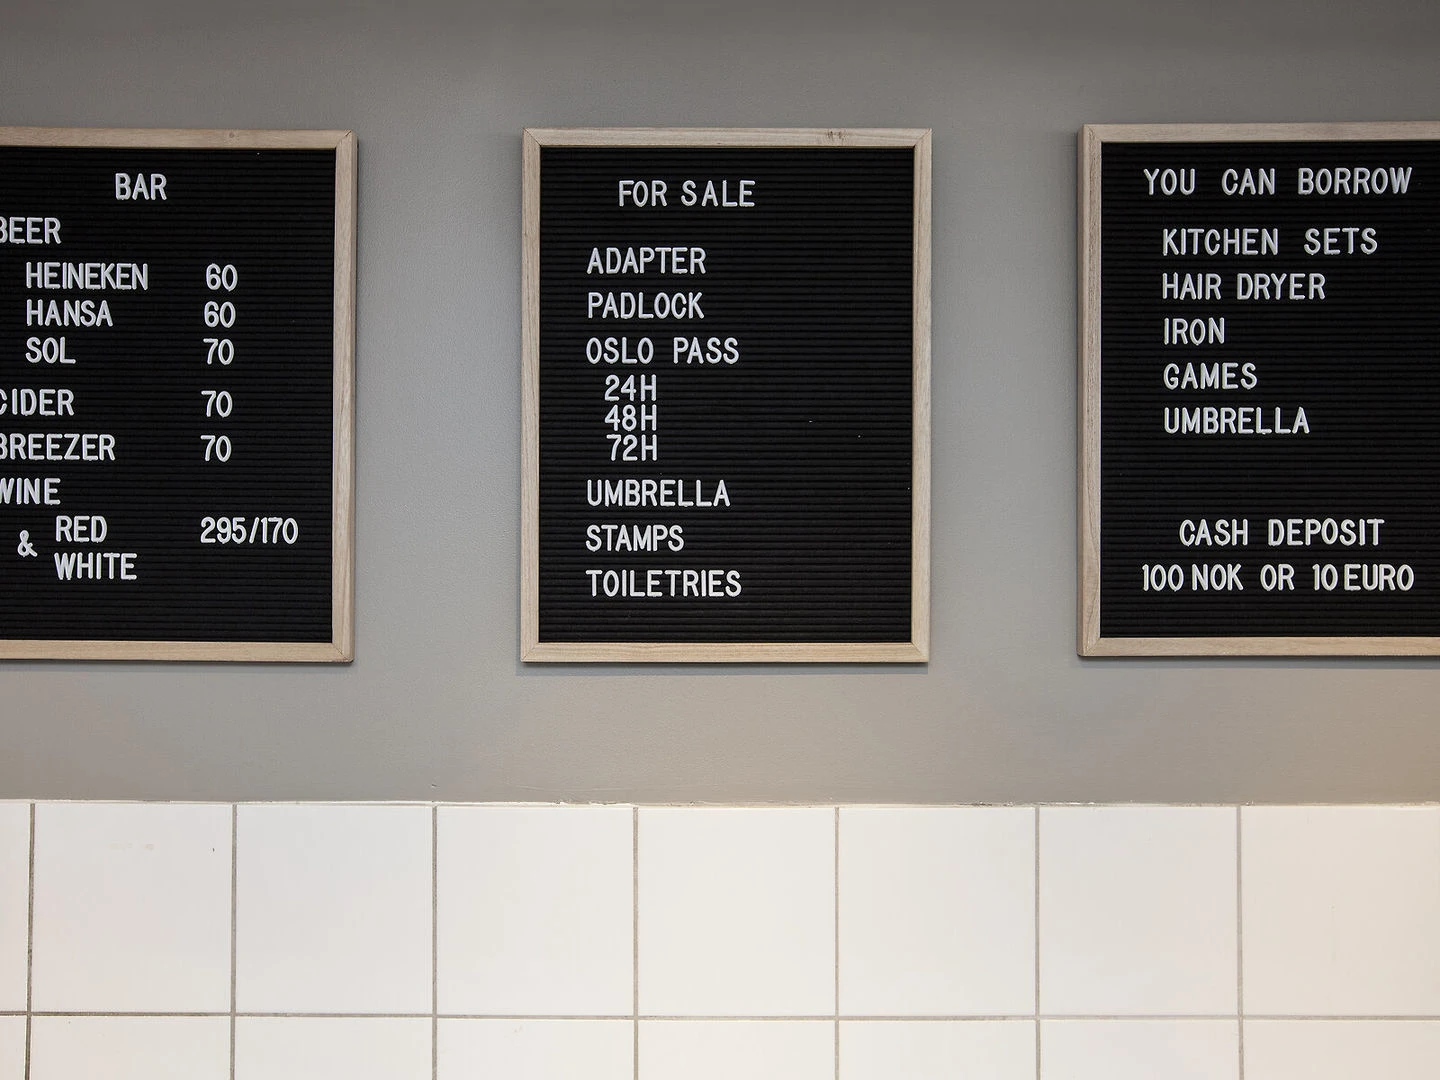 BAR
BEER
HEINEKEN 60
HANSA 60
SOL 70
CIDER 70
BREEZER 70
WINE
& RED 295/170
WHITE
FOR SALE
ADAPTER
PADLOCK
OSLO PASS
24H
48H
72H
UMBRELLA
STAMPS
TOILETRIES
YOU CAN BORROW
KITCHEN SETS
HAIR DRYER
IRON
GAMES
UMBRELLA
CASH DEPOSIT
100 NOK OR 10 EURO